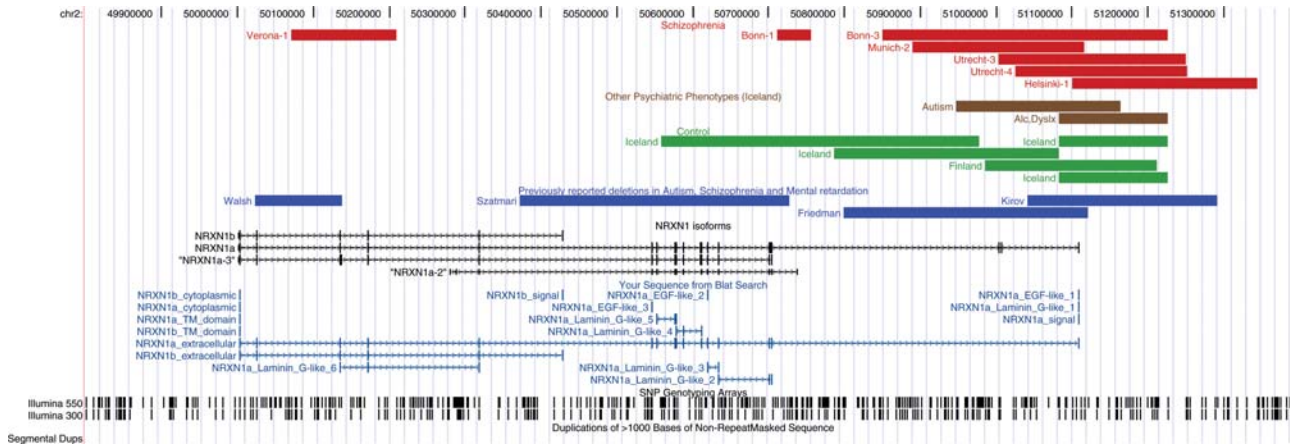 chr2: 49900000 50000000 50100000 50200000 50300000 50400000 50500000 50600000 50700000 50800000 50900000 51000000 51100000 51200000 51300000
Schizophrenia
Verona-1 Bonn-1 Bonn-3
Munich-2
Utrecht-3
Utrecht-4
Helsinki-1
Other Psychiatric Phenotypes (Iceland)
Autism
Alc,Dyslx
Control
Iceland Iceland
Iceland
Finland
Iceland
Previously reported deletions in Autism, Schizophrenia and Mental retardation
Walsh Szatmari Kirov
Friedman
NRXN1 isoforms
NRXN1b
NRXN1a
"NRXN1a-3"
"NRXN1a-2"
Your Sequence from Blat Search
NRXN1b_cytoplasmic NRXN1b_signal NRXN1a_EGF-like_2 NRXN1a_EGF-like_1
NRXN1a_cytoplasmic NRXN1a_EGF-like_3 NRXN1a_Laminin_G-like_1
NRXN1a_TM_domain NRXN1a_Laminin_G-like_5 NRXN1a_signal
NRXN1b_TM_domain NRXN1a_Laminin_G-like_4
NRXN1a_extracellular
NRXN1b_extracellular
NRXN1a_Laminin_G-like_6 NRXN1a_Laminin_G-like_3
NRXN1a_Laminin_G-like_2
SNP Genotyping Arrays
Illumina 550
Illumina 300
Duplications of >1000 Bases of Non-RepeatMasked Sequence
Segmental Dups